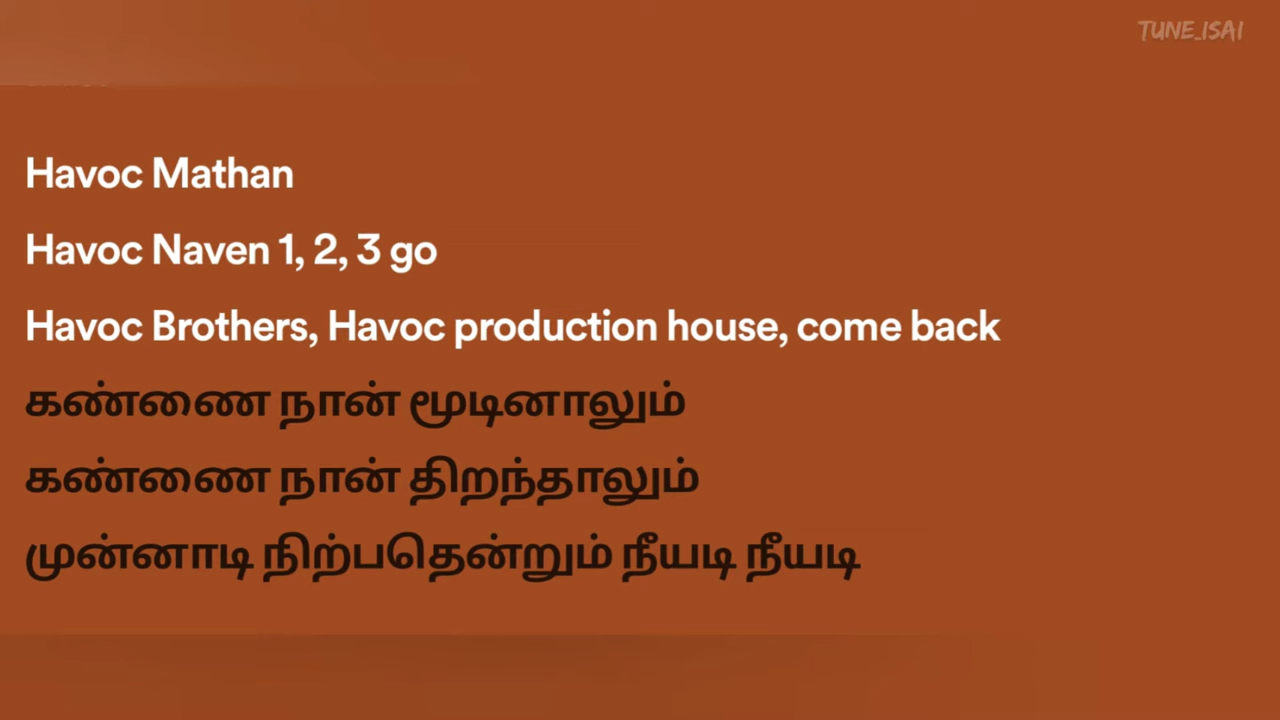 TUNE_ISAI
Havoc Mathan
Havoc Naven 1, 2, 3 go
Havoc Brothers, Havoc production house, come back
கண்ணை நான் மூடினாலும்
கண்ணை நான் திறந்தாலும்
முன்னாடி நிற்பதென்றும் நீயடி நீயடி